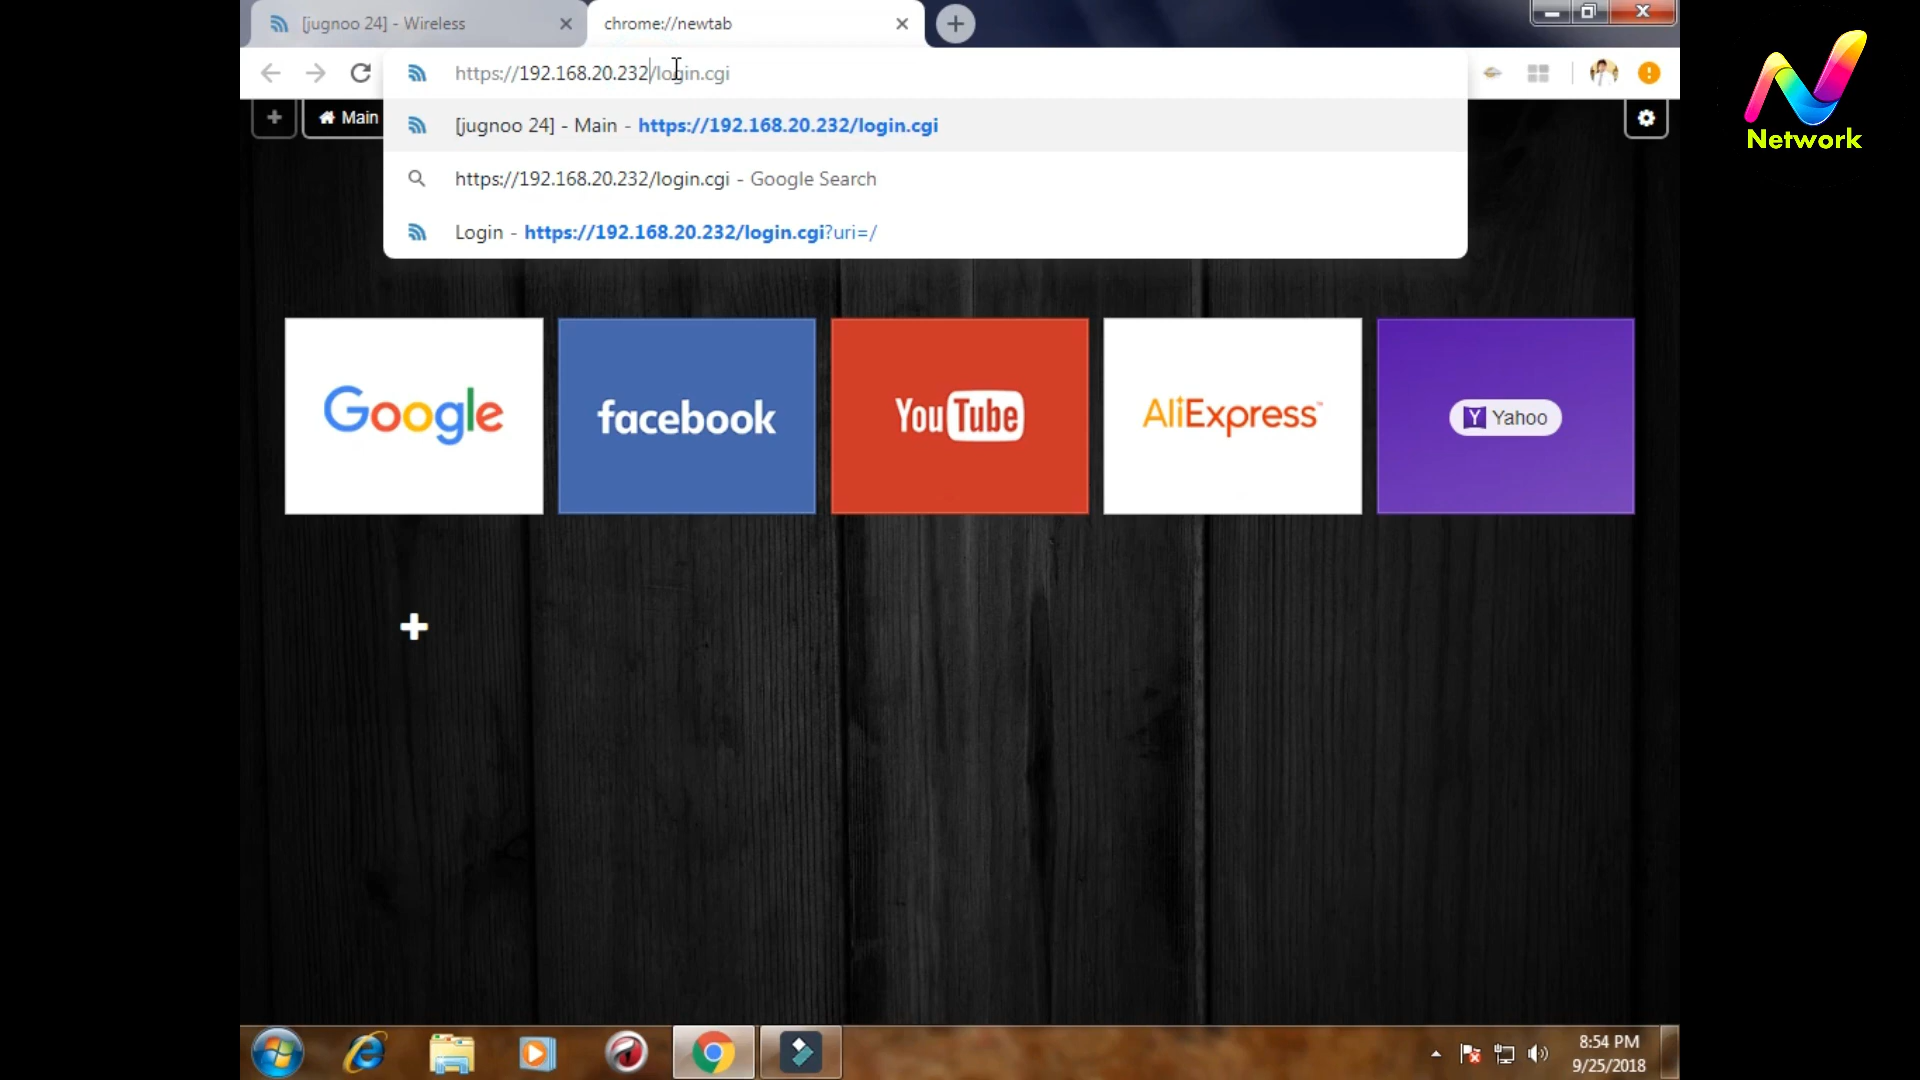 [jugnoo 24] - Wireless
chrome://newtab
https://192.168.20.232/login.cgi
[jugnoo 24] - Main - https://192.168.20.232/login.cgi
https://192.168.20.232/login.cgi - Google Search
Login - https://192.168.20.232/login.cgi?uri=/
Main
Network
Google
facebook
YouTube
AliExpress™
Y Yahoo
8:54 PM
9/25/2018